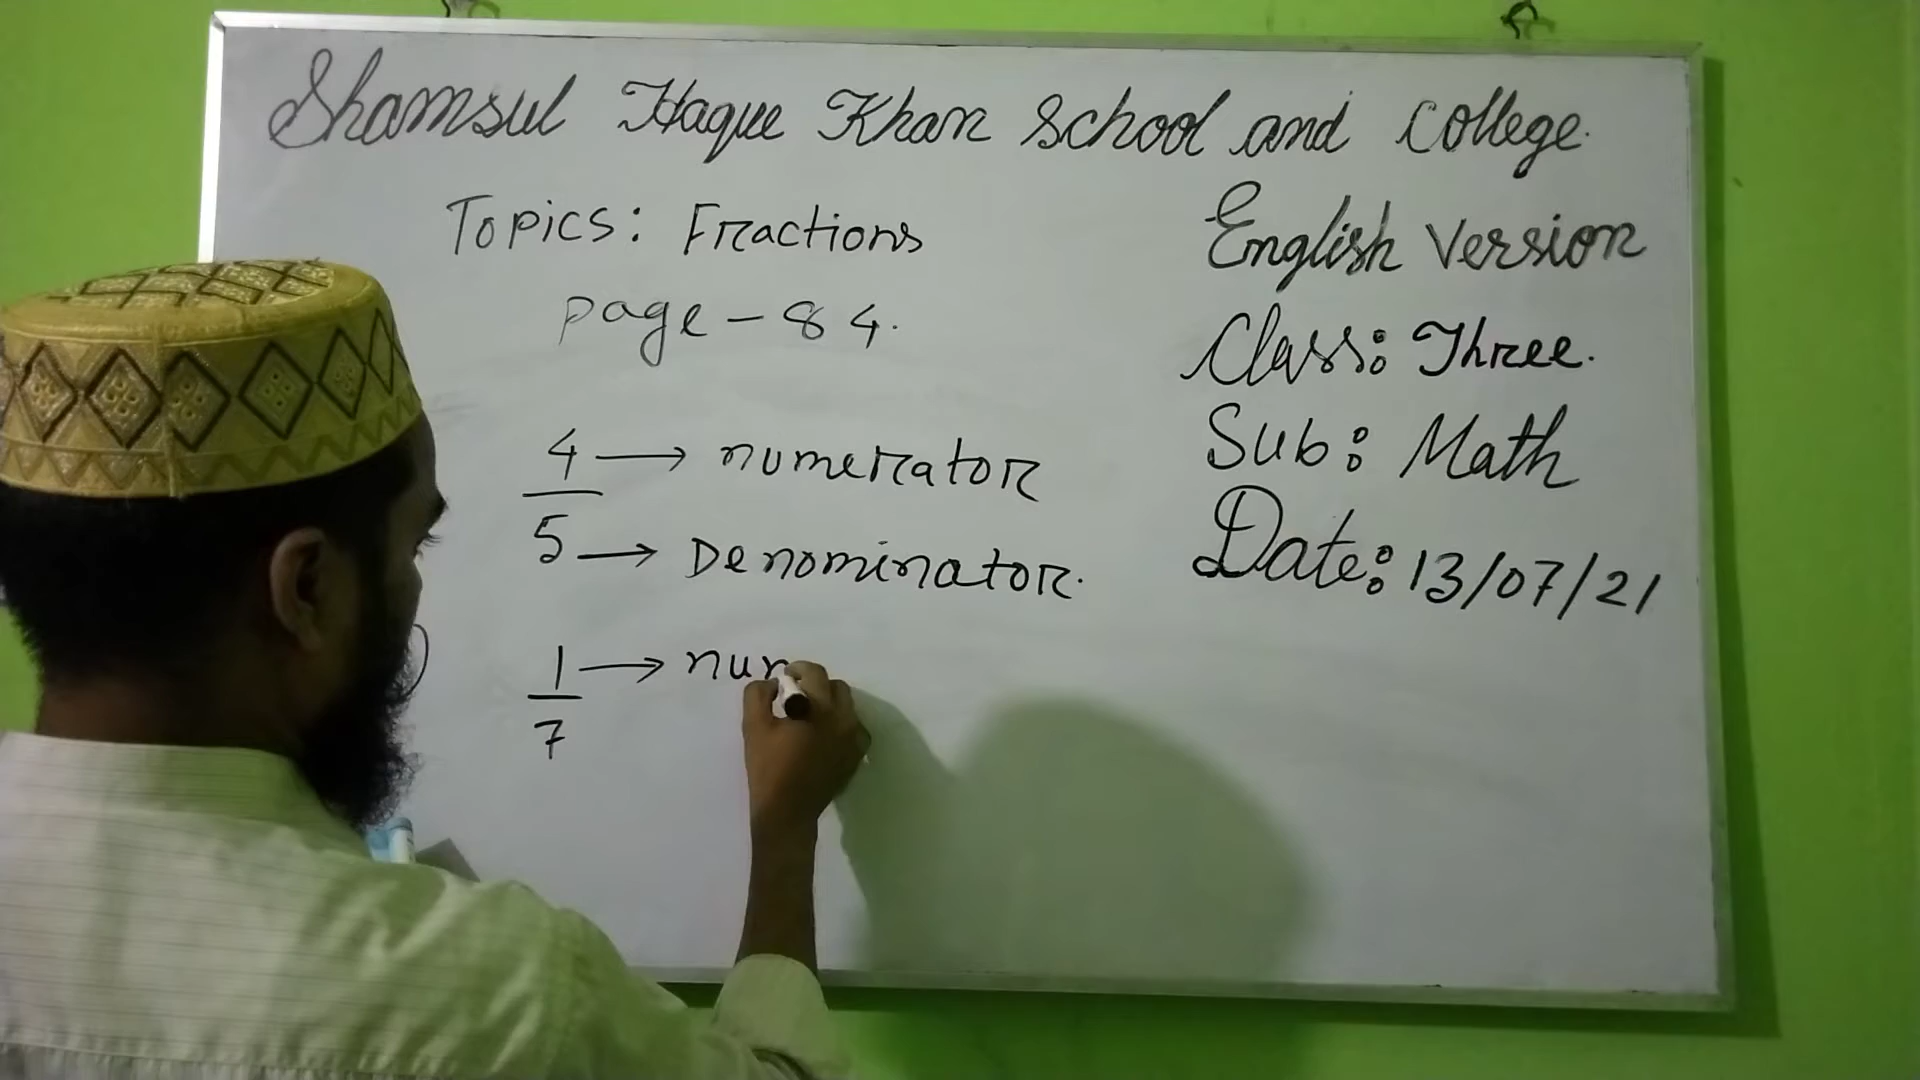 Shamsul Haque Khan School and College.
Topics: Fractions
page - 84.
English Version
Class: Three.
Sub: Math
Date: 13/07/21
4 → numerator
5 → Denominator.
1 → num
7